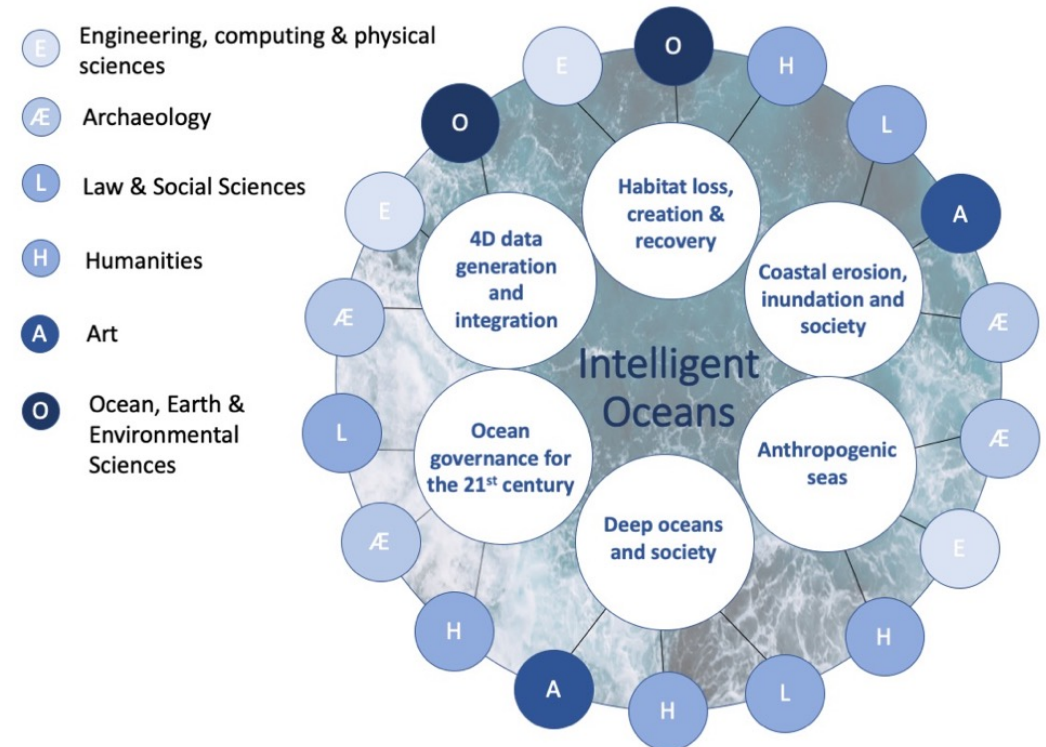 E
Engineering, computing & physical
sciences
Æ
Archaeology
L
Law & Social Sciences
H
Humanities
A
Art
O
Ocean, Earth &
Environmental
Sciences
Intelligent
Oceans
Habitat loss,
creation &
recovery
Coastal erosion,
inundation and
society
Anthropogenic
seas
Deep oceans
and society
Ocean
governance for
the 21st century
4D data
generation
and
integration
O
H
L
A
Æ
Æ
E
H
L
H
A
H
Æ
L
Æ
E
O
E